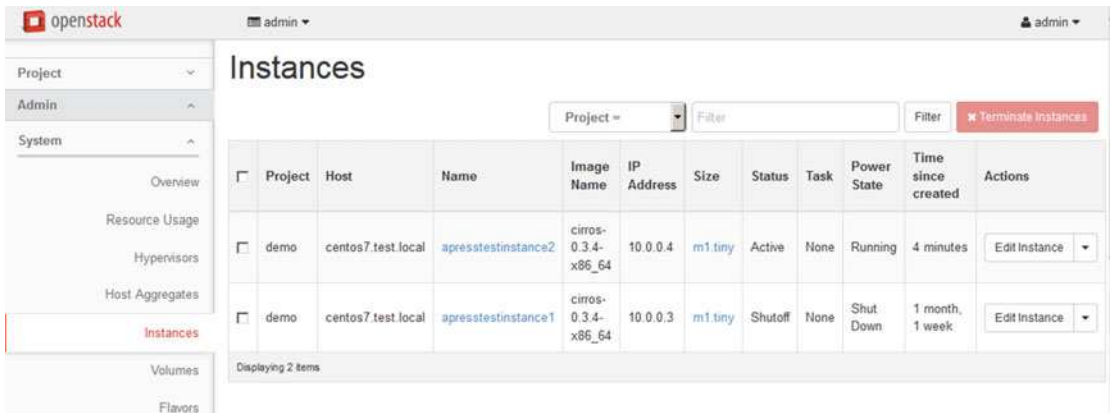 openstack
admin
admin
Project
Admin
System
Overview
Resource Usage
Hypervisors
Host Aggregates
Instances
Volumes
Flavors
Instances
Project =
Filter
Filter
Terminate Instances
Project Host Name Image Name IP Address Size Status Task Power State Time since created Actions
demo centos7.test.local apresstestinstance2 cirros-0.3.4-x86_64 10.0.0.4 m1.tiny Active None Running 4 minutes Edit Instance
demo centos7.test.local apresstestinstance1 cirros-0.3.4-x86_64 10.0.0.3 m1.tiny Shutoff None Shut Down 1 month, 1 week Edit Instance
Displaying 2 items